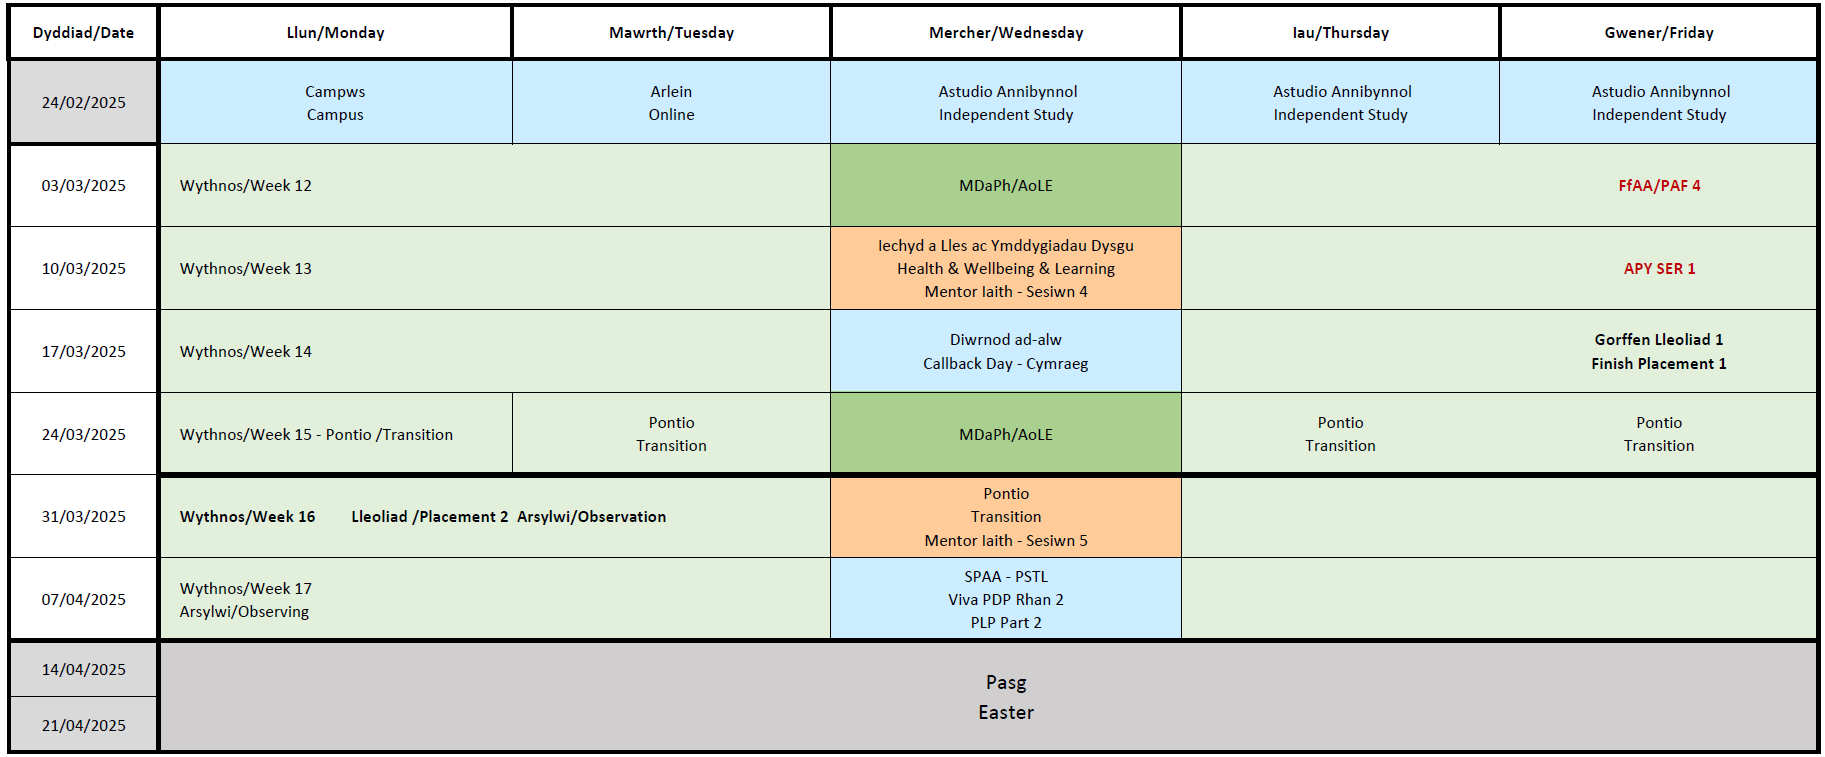 Dyddiad/Date
Llun/Monday
Mawrth/Tuesday
Mercher/Wednesday
Iau/Thursday
Gwener/Friday
24/02/2025
Campws
Campus
Arlein
Online
Astudio Annibynnol
Independent Study
Astudio Annibynnol
Independent Study
Astudio Annibynnol
Independent Study
03/03/2025
Wythnos/Week 12
MDaPh/AoLE
FfAA/PAF 4
10/03/2025
Wythnos/Week 13
Iechyd a Lles ac Ymddygiadau Dysgu
Health & Wellbeing & Learning
Mentor Iaith - Sesiwn 4
APY SER 1
17/03/2025
Wythnos/Week 14
Diwrnod ad-alw
Callback Day - Cymraeg
Gorffen Lleoliad 1
Finish Placement 1
24/03/2025
Wythnos/Week 15 - Pontio /Transition
Pontio
Transition
MDaPh/AoLE
Pontio
Transition
Pontio
Transition
31/03/2025
Wythnos/Week 16 Lleoliad /Placement 2 Arsylwi/Observation
Pontio
Transition
Mentor Iaith - Sesiwn 5
07/04/2025
Wythnos/Week 17
Arsylwi/Observing
SPAA - PSTL
Viva PDP Rhan 2
PLP Part 2
14/04/2025
21/04/2025
Pasg
Easter